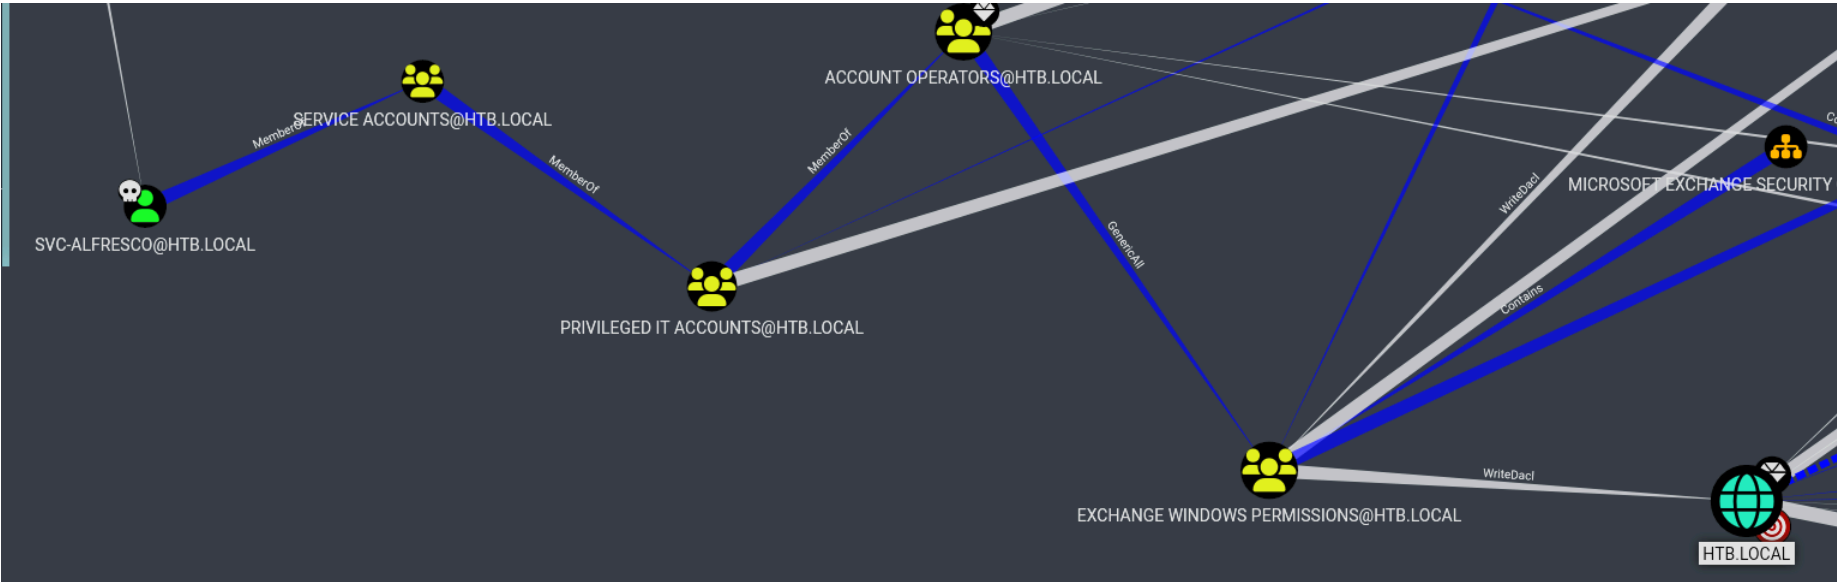 ACCOUNT OPERATORS@HTB.LOCAL
SERVICE ACCOUNTS@HTB.LOCAL
MemberOf
MemberOf
MemberOf
MICROSOFT EXCHANGE SECURITY
WriteDacl
SVC-ALFRESCO@HTB.LOCAL
GenericAll
Contains
PRIVILEGED IT ACCOUNTS@HTB.LOCAL
WriteDacl
EXCHANGE WINDOWS PERMISSIONS@HTB.LOCAL
HTB.LOCAL